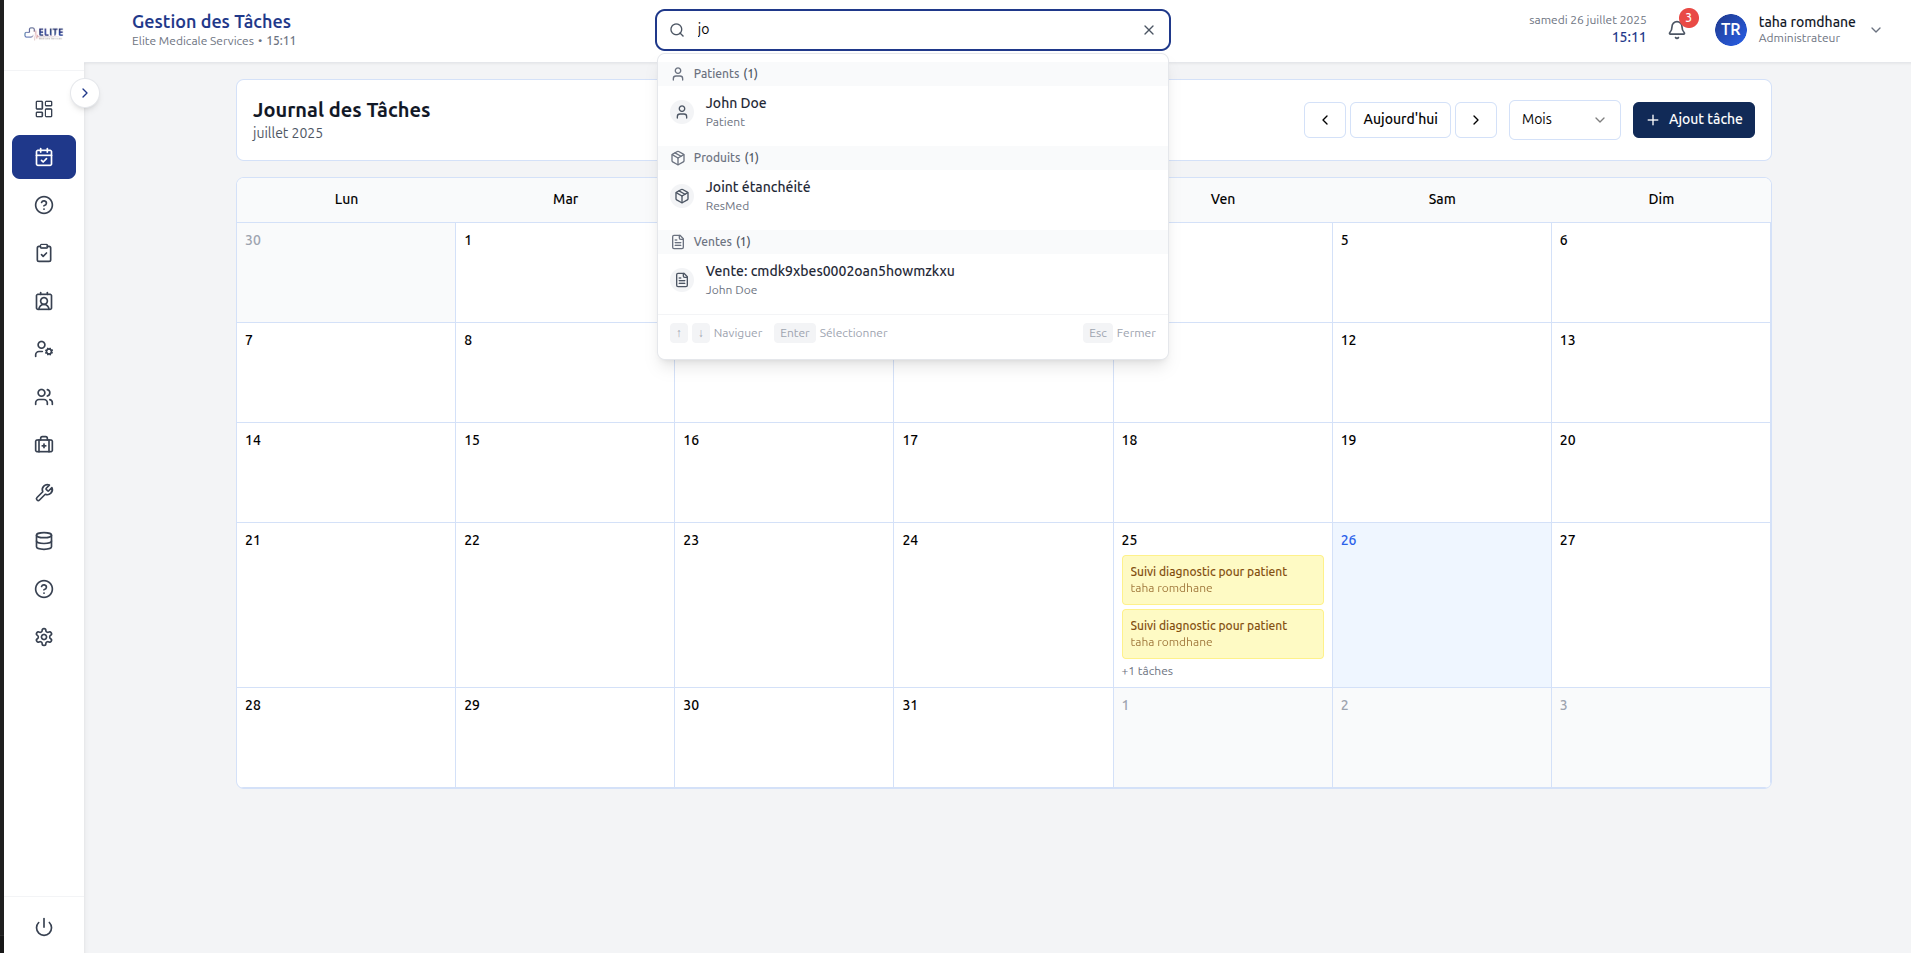 ELITE
Gestion des Tâches
Elite Medicale Services • 15:11
jo
samedi 26 juillet 2025
15:11
3
TR
taha romdhane
Administrateur
Patients (1)
John Doe
Patient
Produits (1)
Joint étanchéité
ResMed
Ventes (1)
Vente: cmdk9xbes0002oan5howmzkxu
John Doe
↑ ↓ Naviguer Enter Sélectionner Esc Fermer
Journal des Tâches
juillet 2025
Aujourd'hui
Mois
+ Ajout tâche
Lun Mar Ven Sam Dim
30 1 5 6
7 8 12 13
14 15 16 17 18 19 20
21 22 23 24 25 26 27
Suivi diagnostic pour patient
taha romdhane
Suivi diagnostic pour patient
taha romdhane
+1 tâches
28 29 30 31 1 2 3